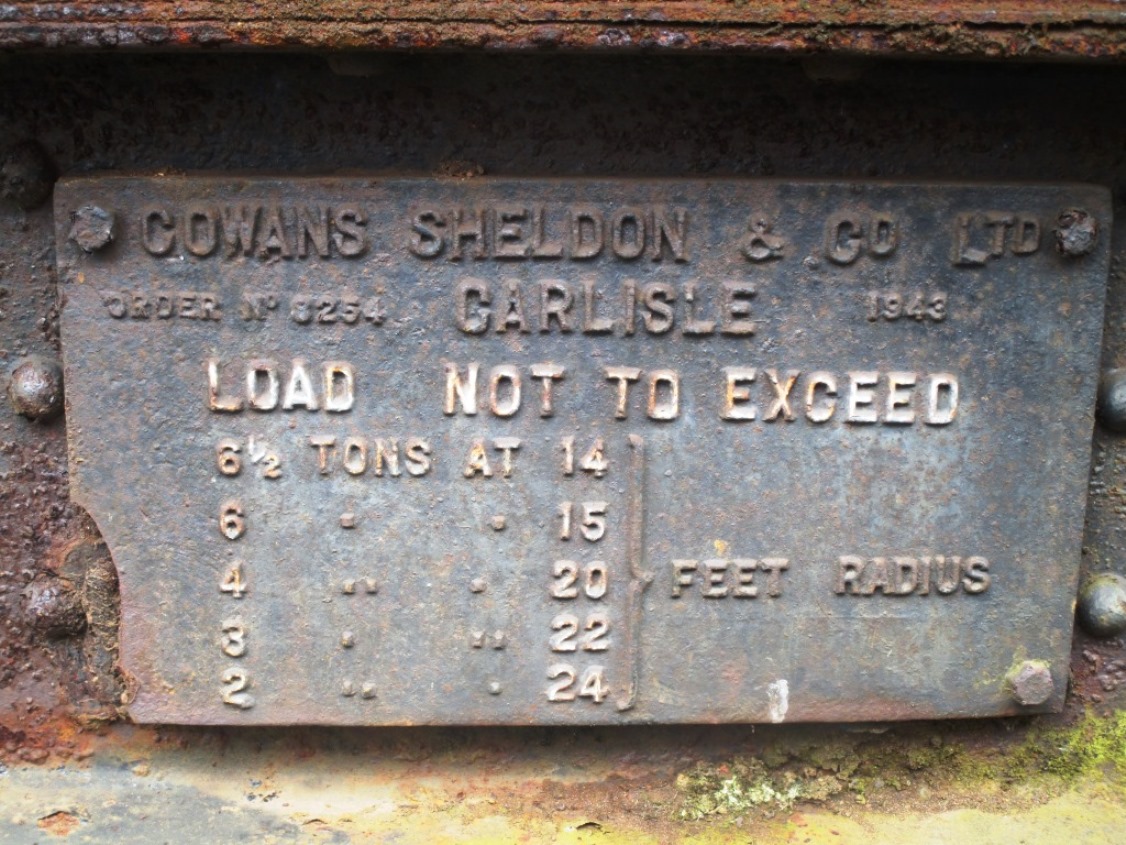 COWANS SHELDON & CO LTD
ORDER No 8254 CARLISLE 1943
LOAD NOT TO EXCEED
6½ TONS AT 14
6 " " 15
4 " " 20 FEET RADIUS
3 " " 22
2 " " 24